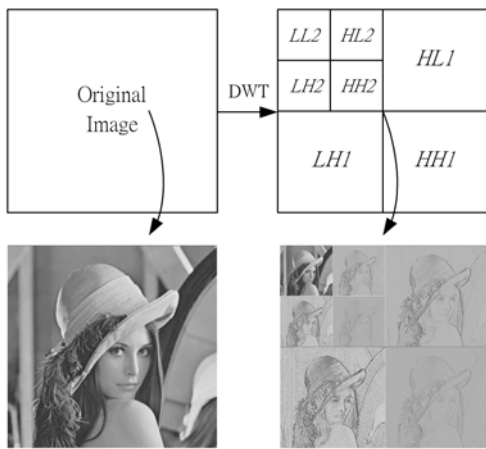 Original
Image
DWT
LL2
HL2
LH2
HH2
HL1
LH1
HH1